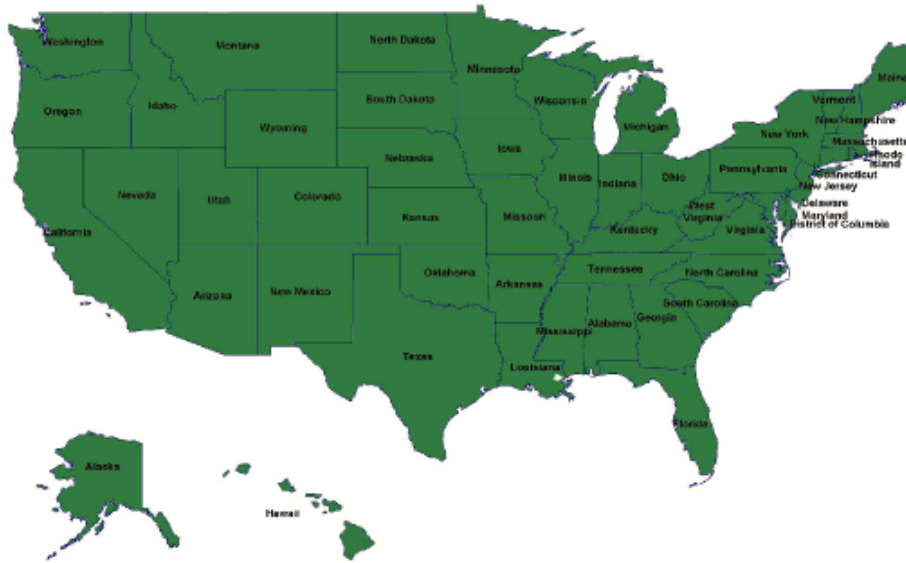 Washington
Montana
North Dakota
Minnesota
Maine
Oregon
Idaho
South Dakota
Wisconsin
Michigan
Vermont
New Hampshire
Wyoming
New York
Massachusetts
Rhode
Island
Nebraska
Iowa
Illinois
Indiana
Ohio
Pennsylvania
Connecticut
New Jersey
Nevada
Utah
Colorado
Kansas
Missouri
West
Virginia
Delaware
Maryland
District of Columbia
California
Kentucky
Virginia
Arizona
New Mexico
Oklahoma
Arkansas
Tennessee
North Carolina
South Carolina
Mississippi
Alabama
Georgia
Texas
Louisiana
Florida
Alaska
Hawaii